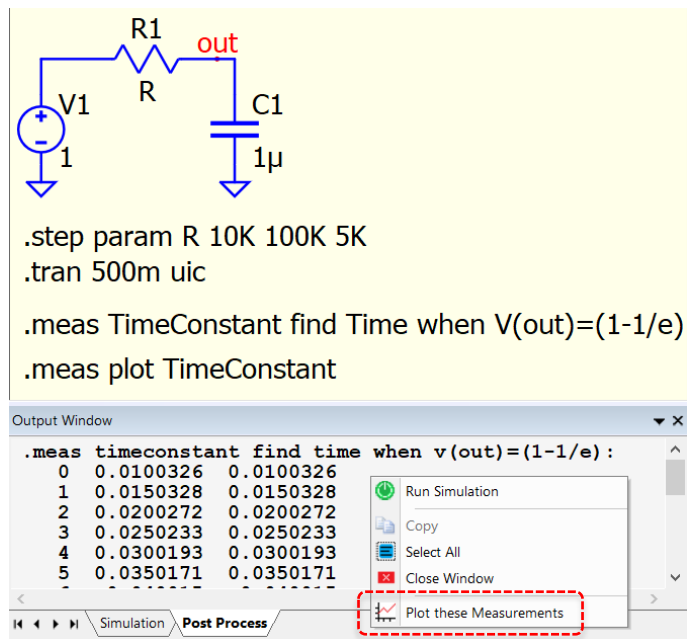 R1
out
R
V1
C1
1
1µ
.step param R 10K 100K 5K
.tran 500m uic
.meas TimeConstant find Time when V(out)=(1-1/e)
.meas plot TimeConstant
Output Window
.meas timeconstant find time when v(out)=(1-1/e):
0 0.0100326 0.0100326
1 0.0150328 0.0150328
2 0.0200272 0.0200272
3 0.0250233 0.0250233
4 0.0300193 0.0300193
5 0.0350171 0.0350171
Run Simulation
Copy
Select All
Close Window
Plot these Measurements
Simulation
Post Process